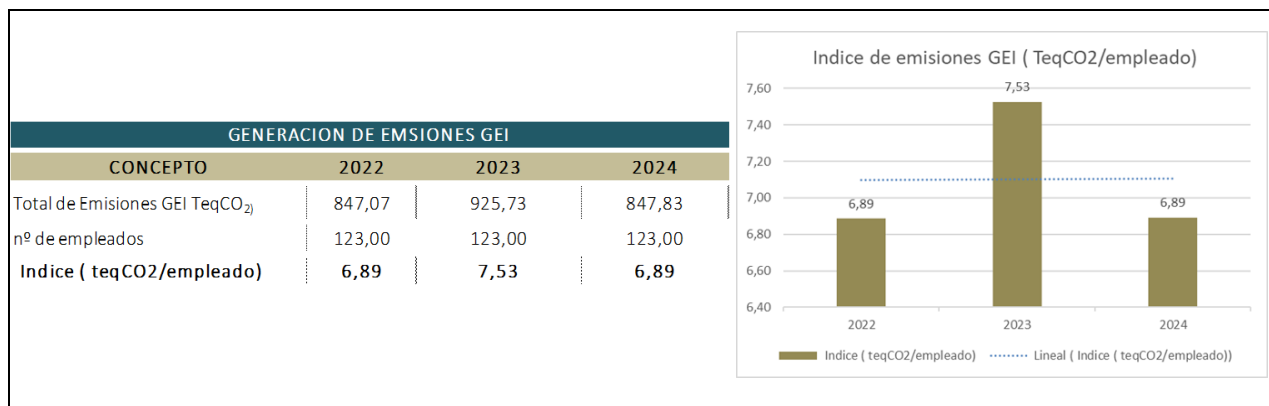 GENERACION DE EMSIONES GEI
CONCEPTO 2022 2023 2024
Total de Emisiones GEI TeqCO₂) 847,07 925,73 847,83
nº de empleados 123,00 123,00 123,00
Indice ( teqCO2/empleado) 6,89 7,53 6,89
Indice de emisiones GEI ( TeqCO2/empleado)
7,60
7,40
7,20
7,00
6,80
6,60
6,40
6,89
7,53
6,89
2022 2023 2024
Indice ( teqCO2/empleado) Lineal ( Indice ( teqCO2/empleado))